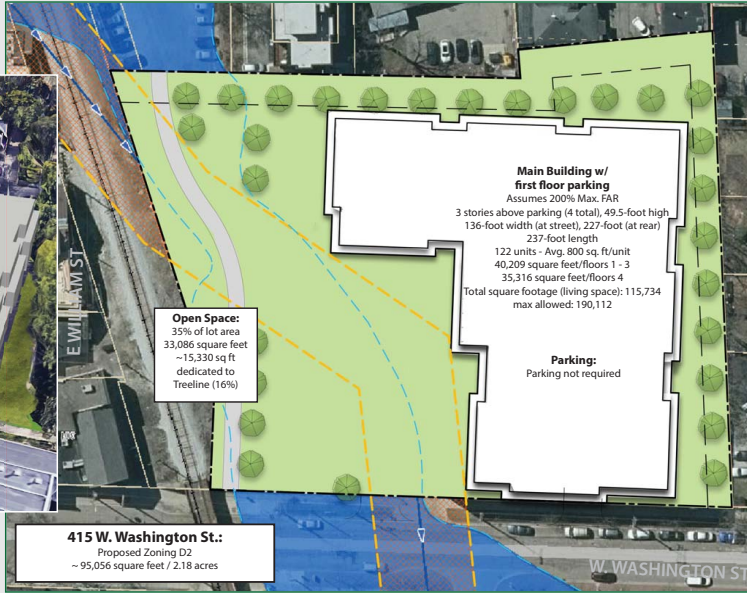 Main Building w/
first floor parking
Assumes 200% Max. FAR
3 stories above parking (4 total), 49.5-foot high
136-foot width (at street), 227-foot (at rear)
237-foot length
122 units - Avg. 800 sq. ft/unit
40,209 square feet/floors 1 - 3
35,316 square feet/floors 4
Total square footage (living space): 115,734
max allowed: 190,112
Parking:
Parking not required
E WILLIAM ST
Open Space:
35% of lot area
33,086 square feet
~15,330 sq ft
dedicated to
Treeline (16%)
415 W. Washington St.:
Proposed Zoning D2
~ 95,056 square feet / 2.18 acres
W. WASHINGTON ST